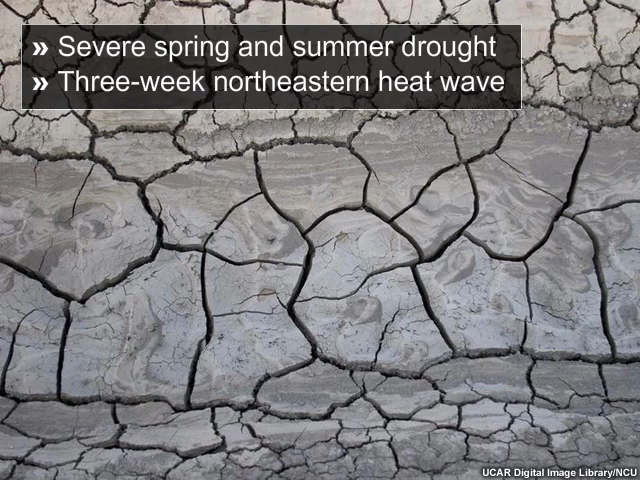 » Severe spring and summer drought
» Three-week northeastern heat wave
UCAR Digital Image Library/NCU